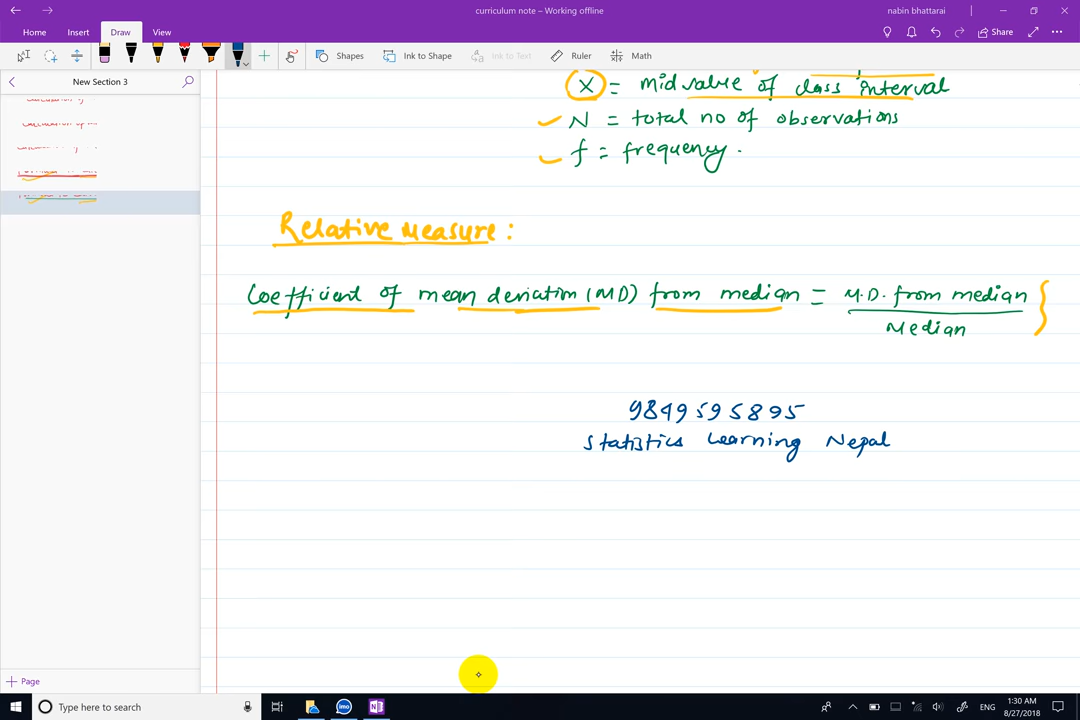 curriculum note – Working offline
nabin bhattarai
Home Insert Draw View
Share
Shapes Ink to Shape Ink to Text Ruler Math
New Section 3
X = mid value of class interval
N = total no of observations
f = frequency.
Relative Measure :
Coefficient of mean deviation (MD) from median = M.D. from median
Median
9849595895
Statistics Learning Nepal
+ Page
Type here to search
ENG
1:30 AM
8/27/2018